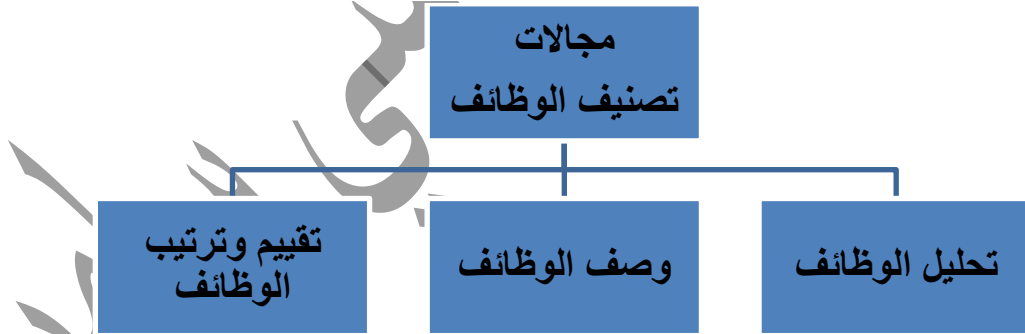 مجالات
تصنيف الوظائف
تحليل الوظائف
وصف الوظائف
تقييم وترتيب
الوظائف